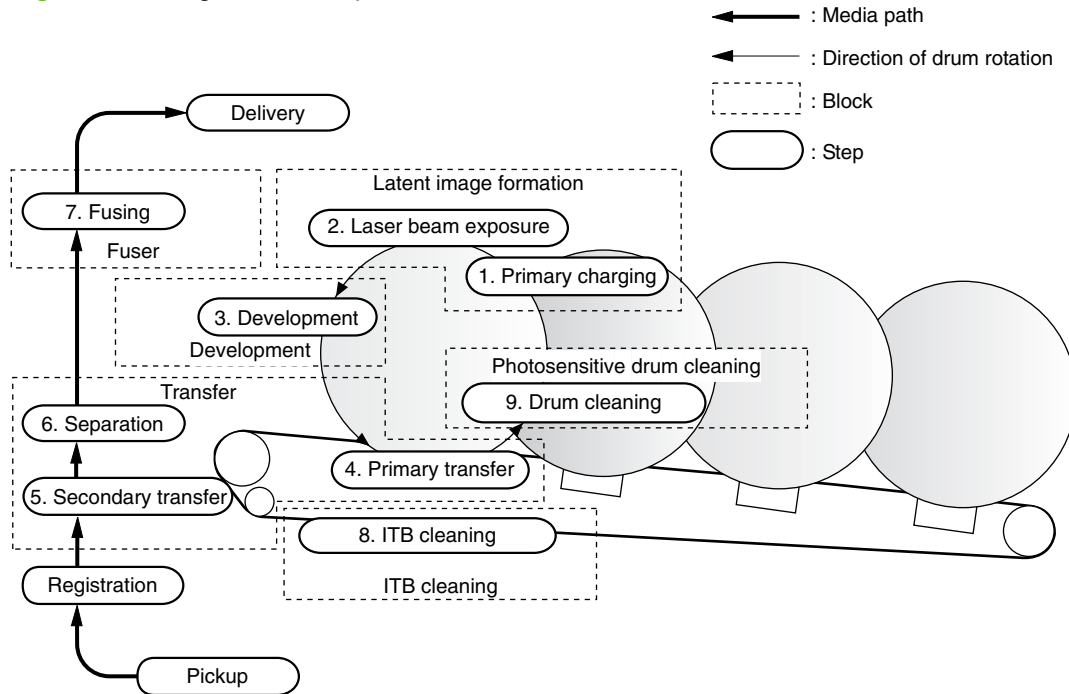 : Media path
: Direction of drum rotation
: Block
: Step
Delivery
Latent image formation
7. Fusing
2. Laser beam exposure
Fuser
1. Primary charging
3. Development
Development
Photosensitive drum cleaning
Transfer
9. Drum cleaning
6. Separation
4. Primary transfer
5. Secondary transfer
8. ITB cleaning
Registration
ITB cleaning
Pickup